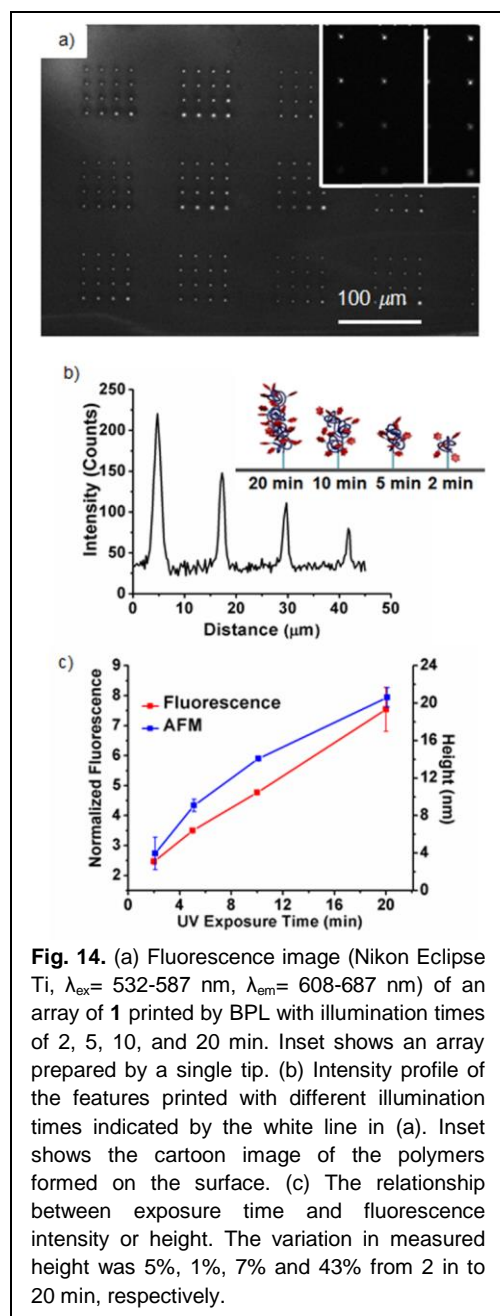 a)
100 μm
b)
Intensity (Counts)
250
200
150
100
50
0
20 min 10 min 5 min 2 min
0 10 20 30 40 50
Distance (μm)
c)
Normalized Fluorescence
9
8
7
6
5
4
3
2
Fluorescence
AFM
24
20
16
12
8
4
0
Height (nm)
0 4 8 12 16 20
UV Exposure Time (min)
Fig. 14. (a) Fluorescence image (Nikon Eclipse
Ti, λex= 532-587 nm, λem= 608-687 nm) of an
array of 1 printed by BPL with illumination times
of 2, 5, 10, and 20 min. Inset shows an array
prepared by a single tip. (b) Intensity profile of
the features printed with different illumination
times indicated by the white line in (a). Inset
shows the cartoon image of the polymers
formed on the surface. (c) The relationship
between exposure time and fluorescence
intensity or height. The variation in measured
height was 5%, 1%, 7% and 43% from 2 in to
20 min, respectively.